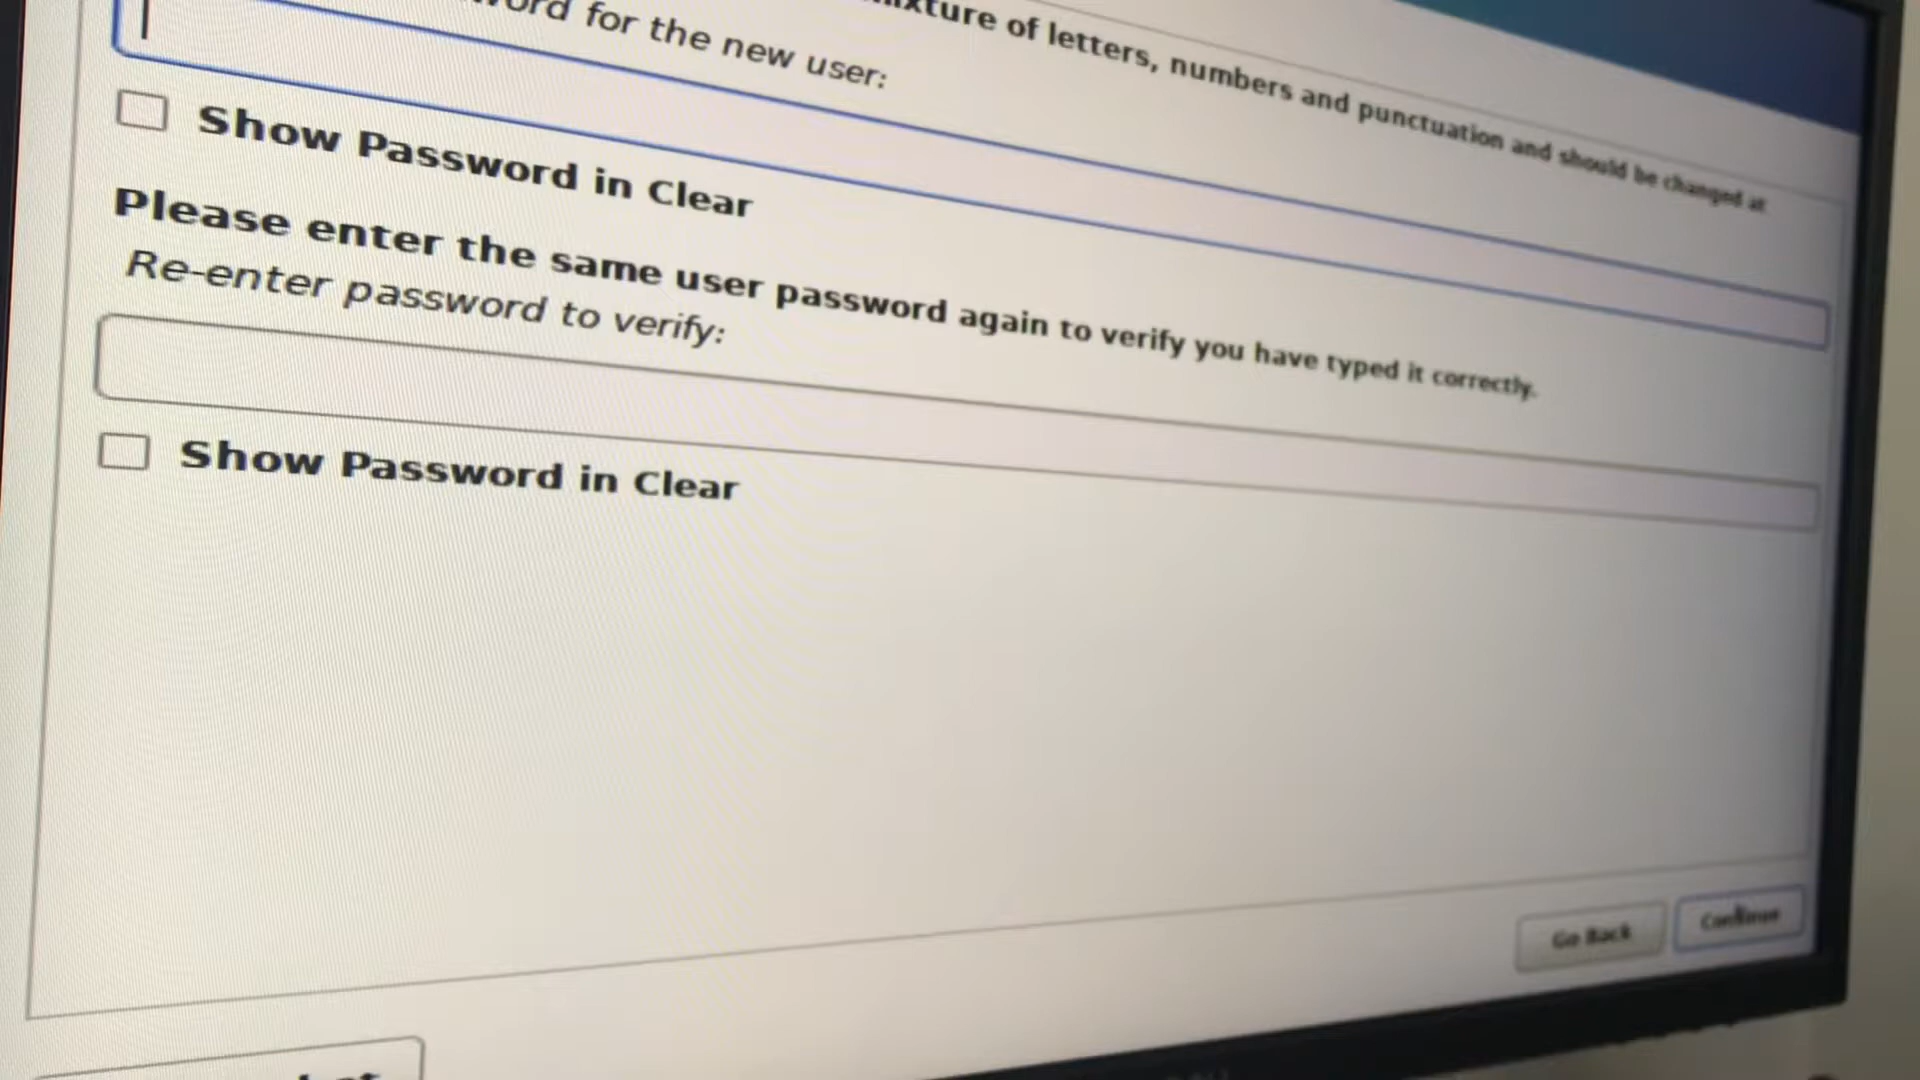 of letters, numbers and punctuation and should be changed at
for the new user:
Show Password in Clear
Please enter the same user password again to verify you have typed it correctly.
Re-enter password to verify:
Show Password in Clear
Go Back
Continue